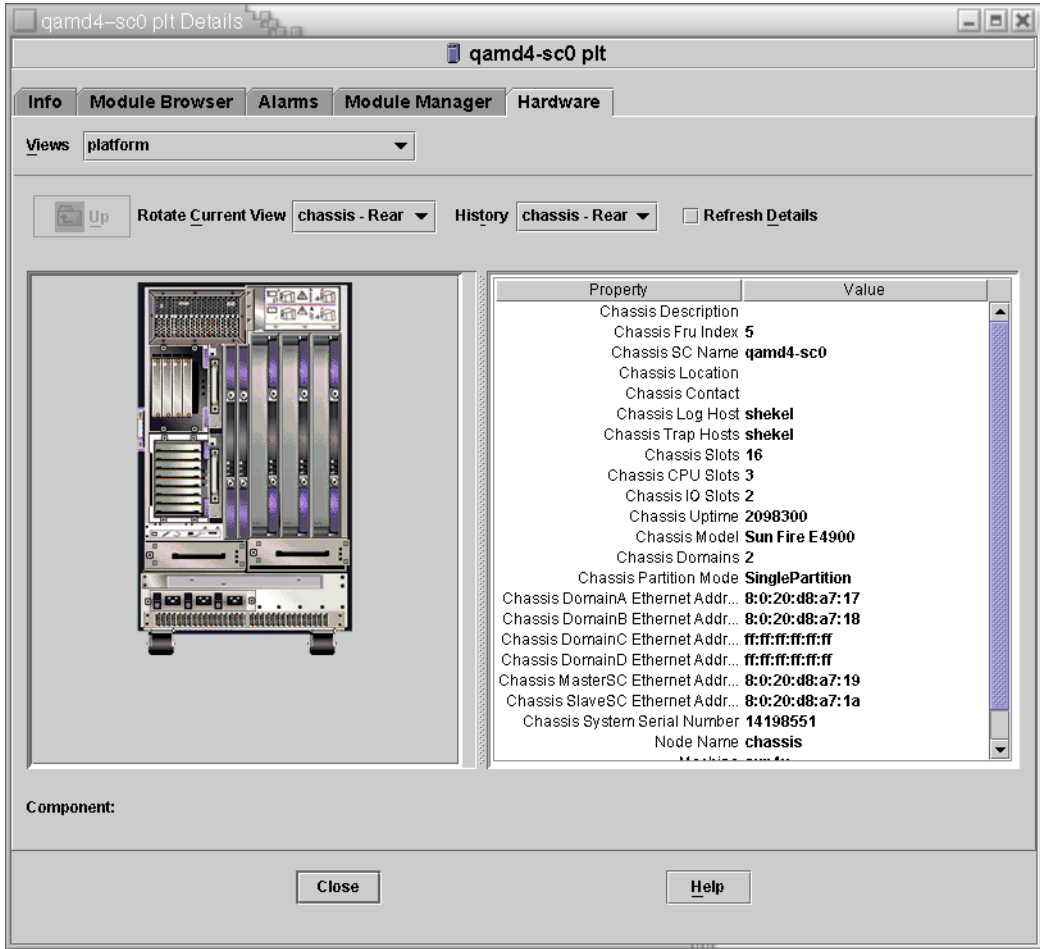 qamd4–sc0 plt Details
qamd4-sc0 plt
Info Module Browser Alarms Module Manager Hardware
Views platform
Up Rotate Current View chassis - Rear History chassis - Rear Refresh Details
Property Value
Chassis Description
Chassis Fru Index 5
Chassis SC Name qamd4-sc0
Chassis Location
Chassis Contact
Chassis Log Host shekel
Chassis Trap Hosts shekel
Chassis Slots 16
Chassis CPU Slots 3
Chassis IO Slots 2
Chassis Uptime 2098300
Chassis Model Sun Fire E4900
Chassis Domains 2
Chassis Partition Mode SinglePartition
Chassis DomainA Ethernet Addr... 8:0:20:d8:a7:17
Chassis DomainB Ethernet Addr... 8:0:20:d8:a7:18
Chassis DomainC Ethernet Addr... ff:ff:ff:ff:ff:ff
Chassis DomainD Ethernet Addr... ff:ff:ff:ff:ff:ff
Chassis MasterSC Ethernet Addr... 8:0:20:d8:a7:19
Chassis SlaveSC Ethernet Addr... 8:0:20:d8:a7:1a
Chassis System Serial Number 14198551
Node Name chassis
Component:
Close Help